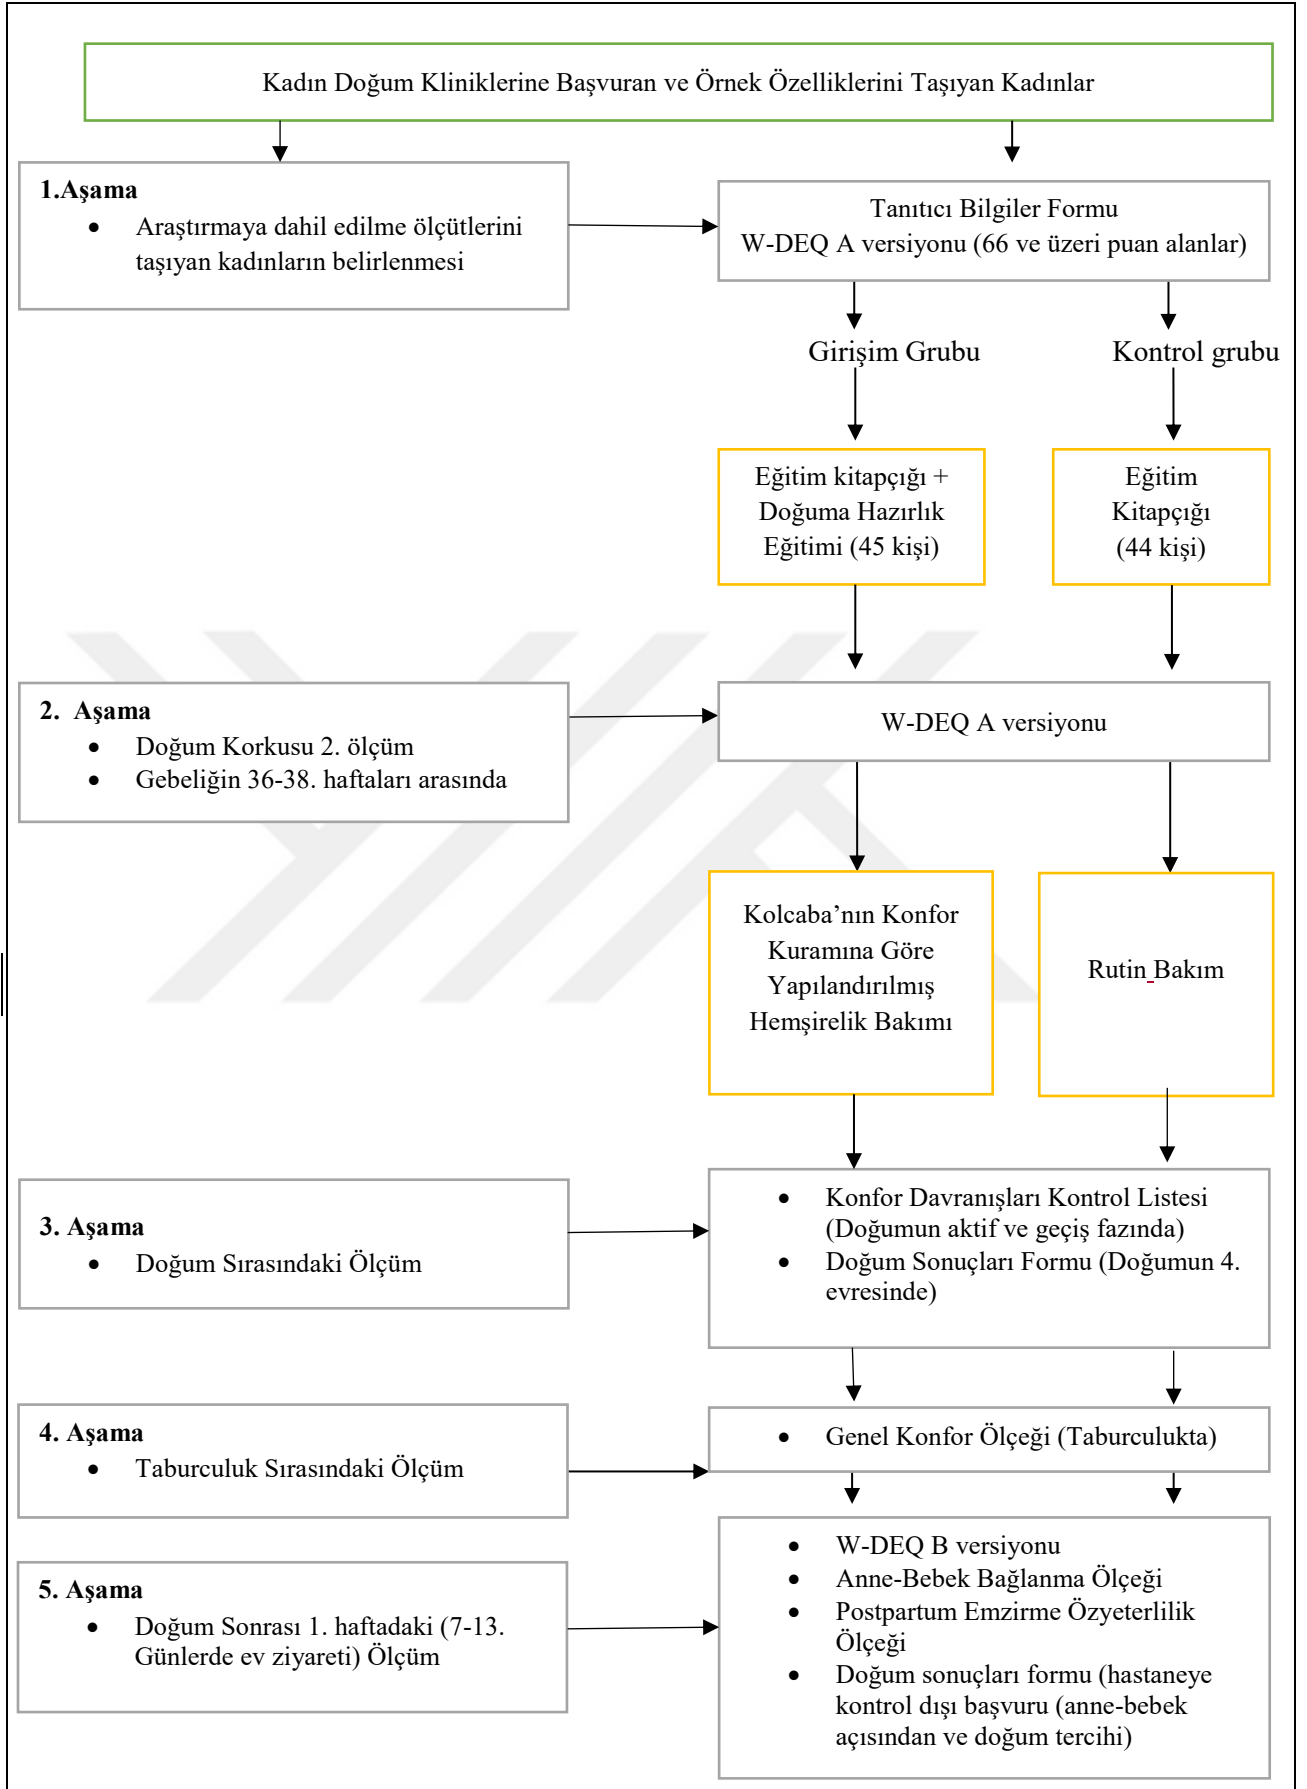 Kadın Doğum Kliniklerine Başvuran ve Örnek Özelliklerini Taşıyan Kadınlar
1.Aşama
• Araştırmaya dahil edilme ölçütlerini
taşıyan kadınların belirlenmesi
Tanıtıcı Bilgiler Formu
W-DEQ A versiyonu (66 ve üzeri puan alanlar)
Girişim Grubu
Kontrol grubu
Eğitim kitapçığı +
Doğuma Hazırlık
Eğitimi (45 kişi)
Eğitim
Kitapçığı
(44 kişi)
2. Aşama
• Doğum Korkusu 2. ölçüm
• Gebeliğin 36-38. haftaları arasında
W-DEQ A versiyonu
Kolcaba’nın Konfor
Kuramına Göre
Yapılandırılmış
Hemşirelik Bakımı
Rutin Bakım
3. Aşama
• Doğum Sırasındaki Ölçüm
• Konfor Davranışları Kontrol Listesi
(Doğumun aktif ve geçiş fazında)
• Doğum Sonuçları Formu (Doğumun 4.
evresinde)
4. Aşama
• Taburculuk Sırasındaki Ölçüm
• Genel Konfor Ölçeği (Taburculukta)
5. Aşama
• Doğum Sonrası 1. haftadaki (7-13.
Günlerde ev ziyareti) Ölçüm
• W-DEQ B versiyonu
• Anne-Bebek Bağlanma Ölçeği
• Postpartum Emzirme Özyeterlilik
Ölçeği
• Doğum sonuçları formu (hastaneye
kontrol dışı başvuru (anne-bebek
açısından ve doğum tercihi)